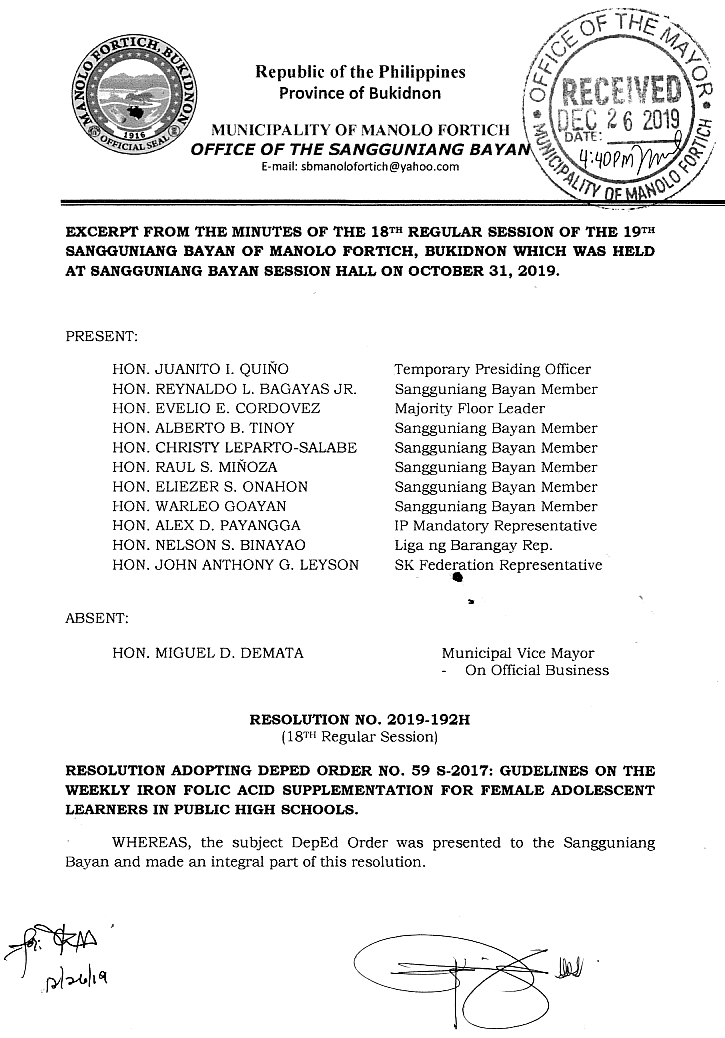 MANOLO FORTICH, BUKIDNON
1916
OFFICIAL SEAL
Republic of the Philippines
Province of Bukidnon
MUNICIPALITY OF MANOLO FORTICH
OFFICE OF THE SANGGUNIANG BAYAN
E-mail: sbmanolofortich@yahoo.com
OFFICE OF THE MAYOR
RECEIVED
DEC 26 2019
DATE:
4:40PM
MUNICIPALITY OF MANOLO FORTICH
EXCERPT FROM THE MINUTES OF THE 18TH REGULAR SESSION OF THE 19TH
SANGGUNIANG BAYAN OF MANOLO FORTICH, BUKIDNON WHICH WAS HELD
AT SANGGUNIANG BAYAN SESSION HALL ON OCTOBER 31, 2019.
PRESENT:
HON. JUANITO I. QUIÑO Temporary Presiding Officer
HON. REYNALDO L. BAGAYAS JR. Sangguniang Bayan Member
HON. EVELIO E. CORDOVEZ Majority Floor Leader
HON. ALBERTO B. TINOY Sangguniang Bayan Member
HON. CHRISTY LEPARTO-SALABE Sangguniang Bayan Member
HON. RAUL S. MIÑOZA Sangguniang Bayan Member
HON. ELIEZER S. ONAHON Sangguniang Bayan Member
HON. WARLEO GOAYAN Sangguniang Bayan Member
HON. ALEX D. PAYANGGA IP Mandatory Representative
HON. NELSON S. BINAYAO Liga ng Barangay Rep.
HON. JOHN ANTHONY G. LEYSON SK Federation Representative
ABSENT:
HON. MIGUEL D. DEMATA Municipal Vice Mayor
- On Official Business
RESOLUTION NO. 2019-192H
(18TH Regular Session)
RESOLUTION ADOPTING DEPED ORDER NO. 59 S-2017: GUDELINES ON THE
WEEKLY IRON FOLIC ACID SUPPLEMENTATION FOR FEMALE ADOLESCENT
LEARNERS IN PUBLIC HIGH SCHOOLS.
WHEREAS, the subject DepEd Order was presented to the Sangguniang
Bayan and made an integral part of this resolution.
12/26/19